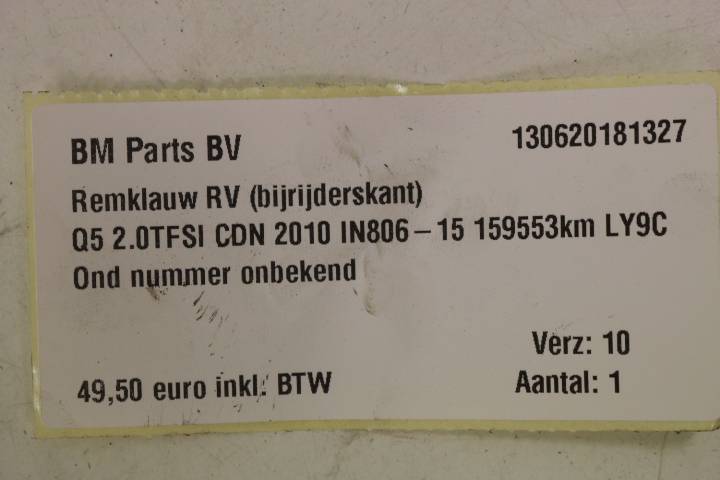 BM Parts BV 130620181327
Remklauw RV (bijrijderskant)
Q5 2.0TFSI CDN 2010 IN806-15 159553km LY9C
Ond nummer onbekend
Verz: 10
49,50 euro inkl. BTW Aantal: 1